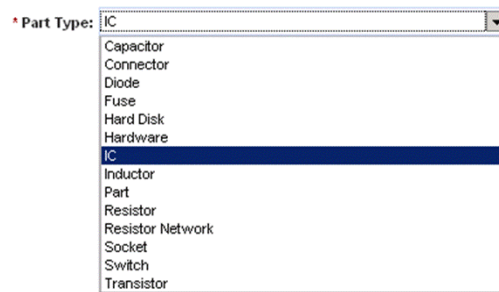 * Part Type: IC
Capacitor
Connector
Diode
Fuse
Hard Disk
Hardware
IC
Inductor
Part
Resistor
Resistor Network
Socket
Switch
Transistor